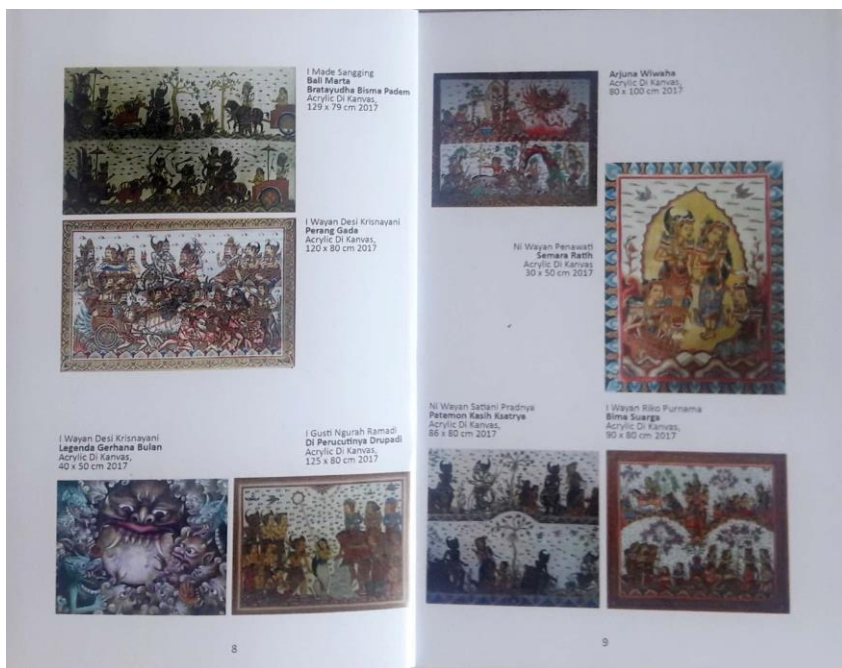 I Made Sangging
Bali Marta
Bratayudha Bisma Padem
Acrylic Di Kanvas,
129 x 79 cm 2017
I Wayan Desi Krisnayani
Perang Gada
Acrylic Di Kanvas,
120 x 80 cm 2017
I Wayan Desi Krisnayani
Legenda Gerhana Bulan
Acrylic Di Kanvas,
40 x 50 cm 2017
I Gusti Ngurah Ramadi
Di Perucutinya Drupadi
Acrylic Di Kanvas,
125 x 80 cm 2017
8
Arjuna Wiwaha
Acrylic Di Kanvas,
80 x 100 cm 2017
Ni Wayan Penewati
Semara Ratih
Acrylic Di Kanvas
30 x 50 cm 2017
Ni Wayan Satiani Pradnya
Patemon Kasih Ksatrya
Acrylic Di Kanvas,
86 x 80 cm 2017
I Wayan Riko Purnama
Bima Suarga
Acrylic Di Kanvas,
90 x 80 cm 2017
9